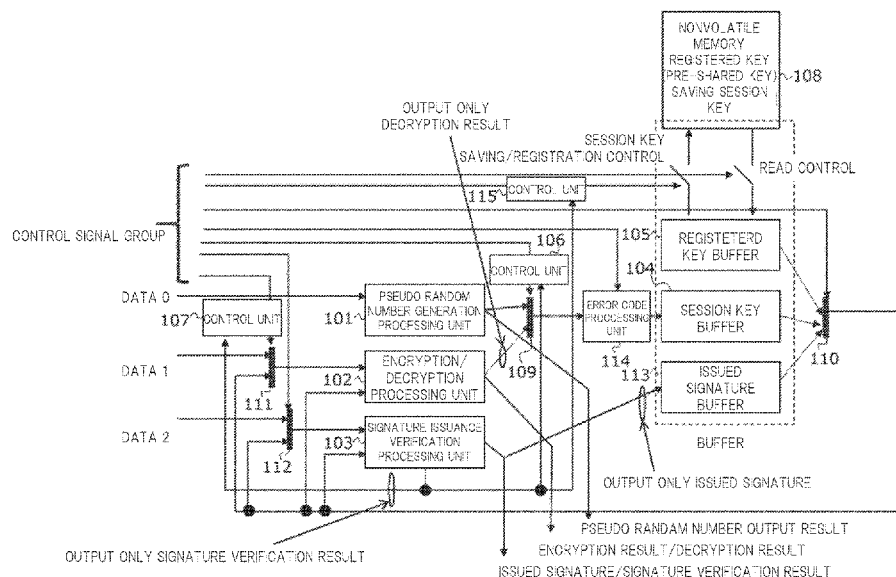 NONVOLATILE
MEMORY
REGISTERED KEY
(PRE-SHARED KEY)
SAVING SESSION
KEY
108
OUTPUT ONLY
DECRYPTION RESULT
SESSION KEY
SAVING/REGISTRATION CONTROL
READ CONTROL
115
CONTROL UNIT
CONTROL SIGNAL GROUP
105
REGISTETERD
KEY BUFFER
106
CONTROL UNIT
104
DATA 0
107
CONTROL UNIT
101
PSEUDO RANDOM
NUMBER GENERATION
PROCESSING UNIT
109
ERROR CODE
PROCCESSING
UNIT
114
SESSION KEY
BUFFER
110
DATA 1
111
102
ENCRYPTION/
DECRYPTION
PROCESSING UNIT
113
ISSUED
SIGNATURE
BUFFER
DATA 2
112
103
SIGNATURE ISSUANCE
VERIFICATION
PROCESSING UNIT
BUFFER
OUTPUT ONLY ISSUED SIGNATURE
PSEUDO RANDAM NUMBER OUTPUT RESULT
OUTPUT ONLY SIGNATURE VERIFICATION RESULT
ENCRYPTION RESULT/DECRYPTION RESULT
ISSUED SIGNATURE/SIGNATURE VERIFICATION RESULT